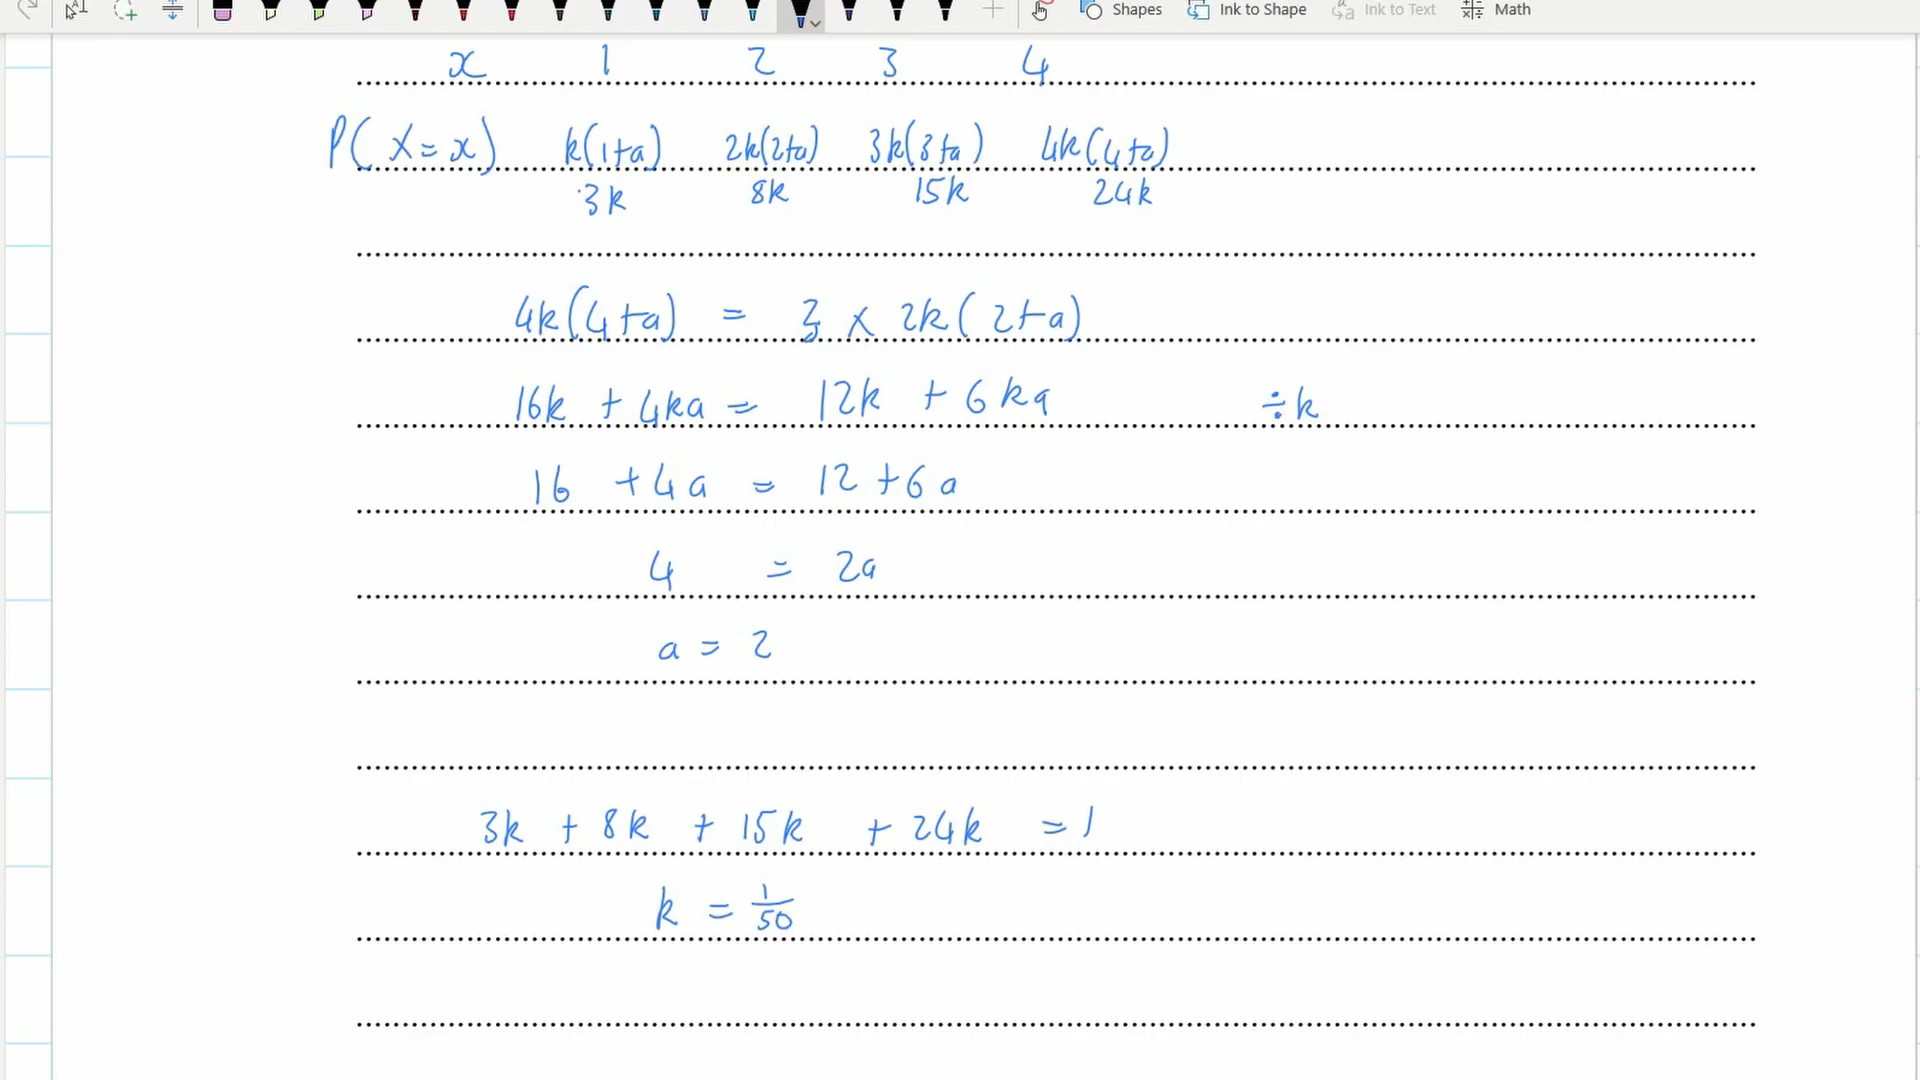 Shapes Ink to Shape Ink to Text Math
x 1 2 3 4
P(X=x) k(1+a) 2k(2+a) 3k(3+a) 4k(4+a)
3k 8k 15k 24k
4k(4+a) = 3 × 2k(2+a)
16k + 4ka = 12k + 6ka ÷k
16 + 4a = 12 + 6a
4 = 2a
a = 2
3k + 8k + 15k + 24k = 1
k = 1/50